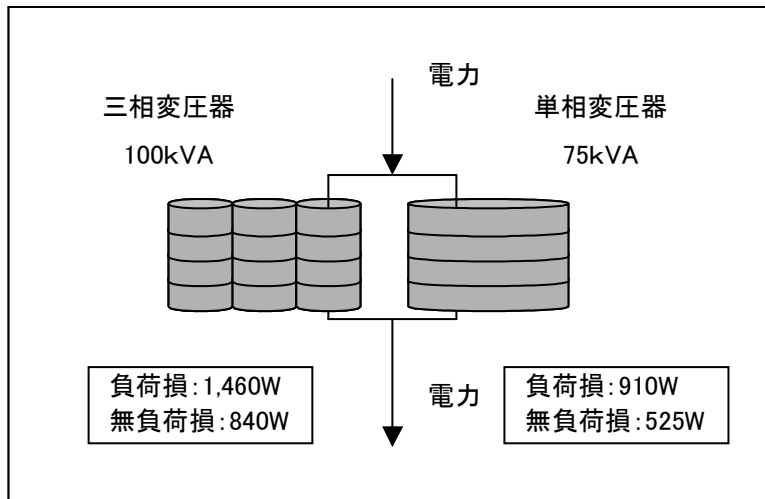 電力
三相変圧器
100kVA
単相変圧器
75kVA
負荷損:1,460W
無負荷損:840W
電力
負荷損:910W
無負荷損:525W